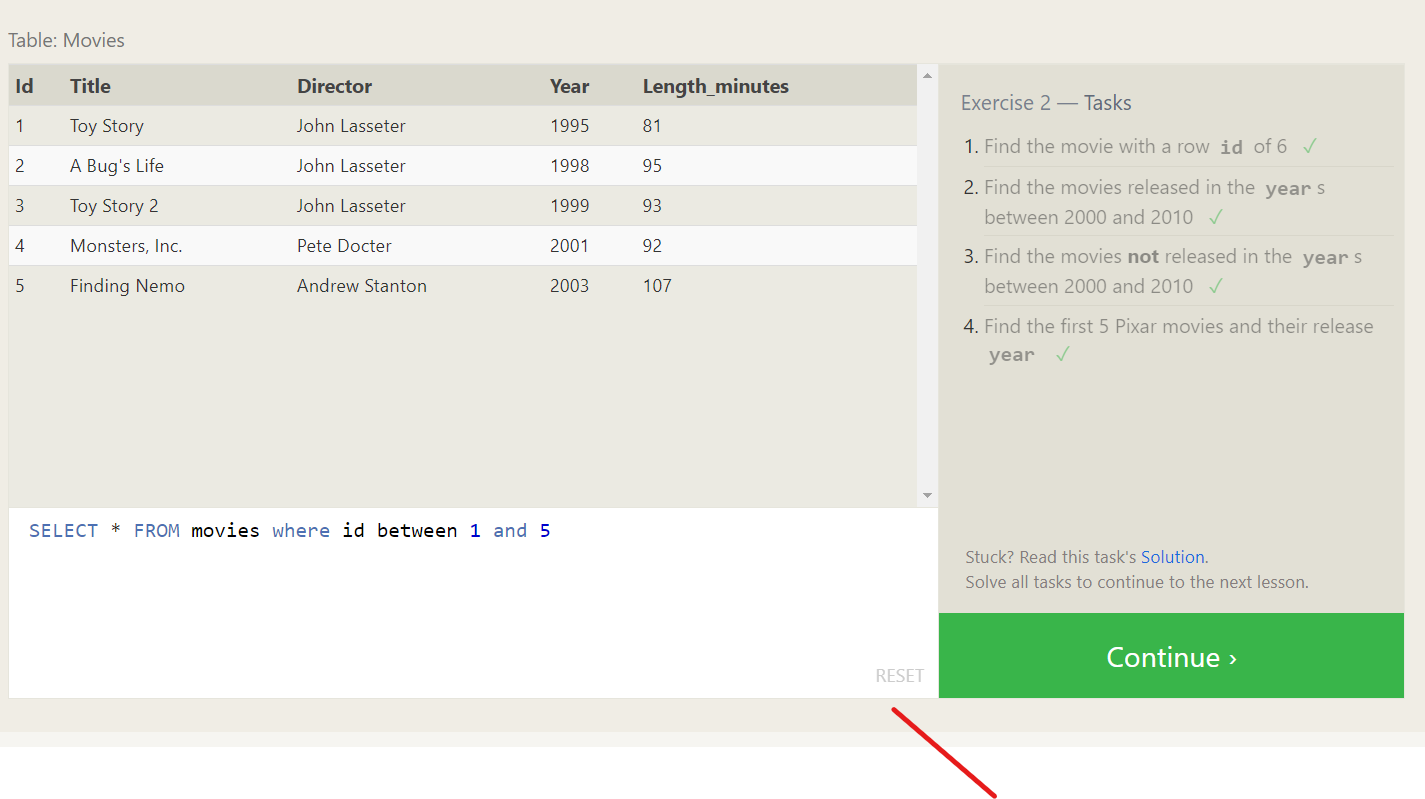 Table: Movies
Id Title Director Year Length_minutes
1 Toy Story John Lasseter 1995 81
2 A Bug's Life John Lasseter 1998 95
3 Toy Story 2 John Lasseter 1999 93
4 Monsters, Inc. Pete Docter 2001 92
5 Finding Nemo Andrew Stanton 2003 107
SELECT * FROM movies where id between 1 and 5
RESET
Exercise 2 — Tasks
1. Find the movie with a row id of 6 ✓
2. Find the movies released in the year s
between 2000 and 2010 ✓
3. Find the movies not released in the year s
between 2000 and 2010 ✓
4. Find the first 5 Pixar movies and their release
year ✓
Stuck? Read this task's Solution.
Solve all tasks to continue to the next lesson.
Continue ›